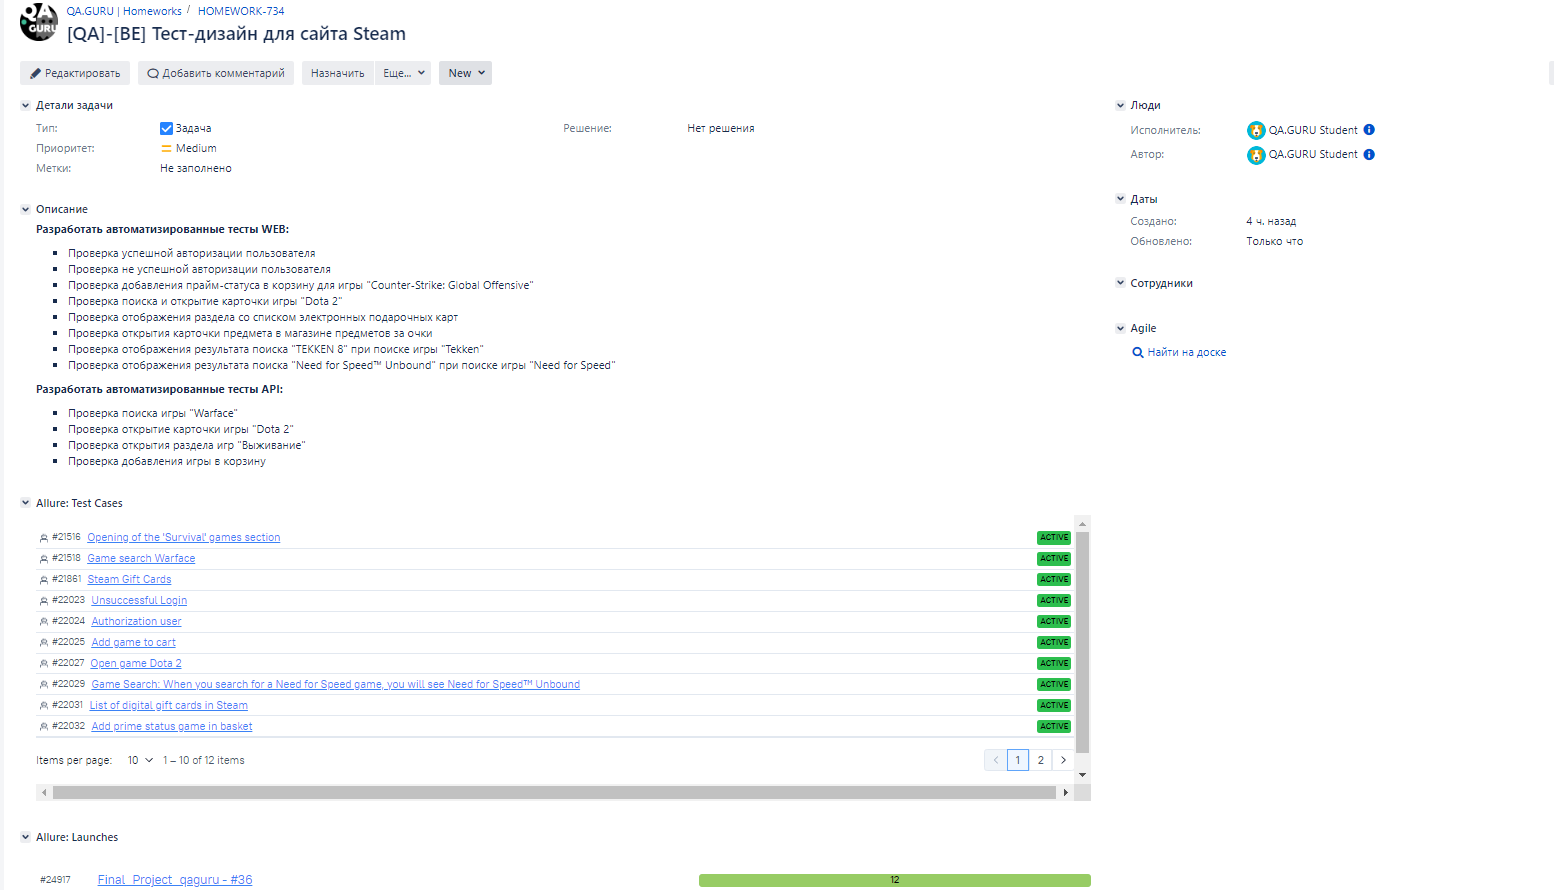 QA
GURU
QA.GURU | Homeworks / HOMEWORK-734
[QA]-[BE] Тест-дизайн для сайта Steam
Редактировать Добавить комментарий Назначить Еще... New
Детали задачи
Тип: Задача Решение: Нет решения
Приоритет: Medium
Метки: Не заполнено
Описание
Разработать автоматизированные тесты WEB:
Проверка успешной авторизации пользователя
Проверка не успешной авторизации пользователя
Проверка добавления прайм-статуса в корзину для игры "Counter-Strike: Global Offensive"
Проверка поиска и открытие карточки игры "Dota 2"
Проверка отображения раздела со списком электронных подарочных карт
Проверка открытия карточки предмета в магазине предметов за очки
Проверка отображения результата поиска "TEKKEN 8" при поиске игры "Tekken"
Проверка отображения результата поиска "Need for Speed™ Unbound" при поиске игры "Need for Speed"
Разработать автоматизированные тесты API:
Проверка поиска игры "Warface"
Проверка открытие карточки игры "Dota 2"
Проверка открытия раздела игр "Выживание"
Проверка добавления игры в корзину
Allure: Test Cases
#21516 Opening of the 'Survival' games section ACTIVE
#21518 Game search Warface ACTIVE
#21861 Steam Gift Cards ACTIVE
#22023 Unsuccessful Login ACTIVE
#22024 Authorization user ACTIVE
#22025 Add game to cart ACTIVE
#22027 Open game Dota 2 ACTIVE
#22029 Game Search: When you search for a Need for Speed game, you will see Need for Speed™ Unbound ACTIVE
#22031 List of digital gift cards in Steam ACTIVE
#22032 Add prime status game in basket ACTIVE
Items per page: 10 1 – 10 of 12 items 1 2
Allure: Launches
#24917 Final_Project_qaguru - #36 12
Люди
Исполнитель: QA.GURU Student
Автор: QA.GURU Student
Даты
Создано: 4 ч. назад
Обновлено: Только что
Сотрудники
Agile
Найти на доске